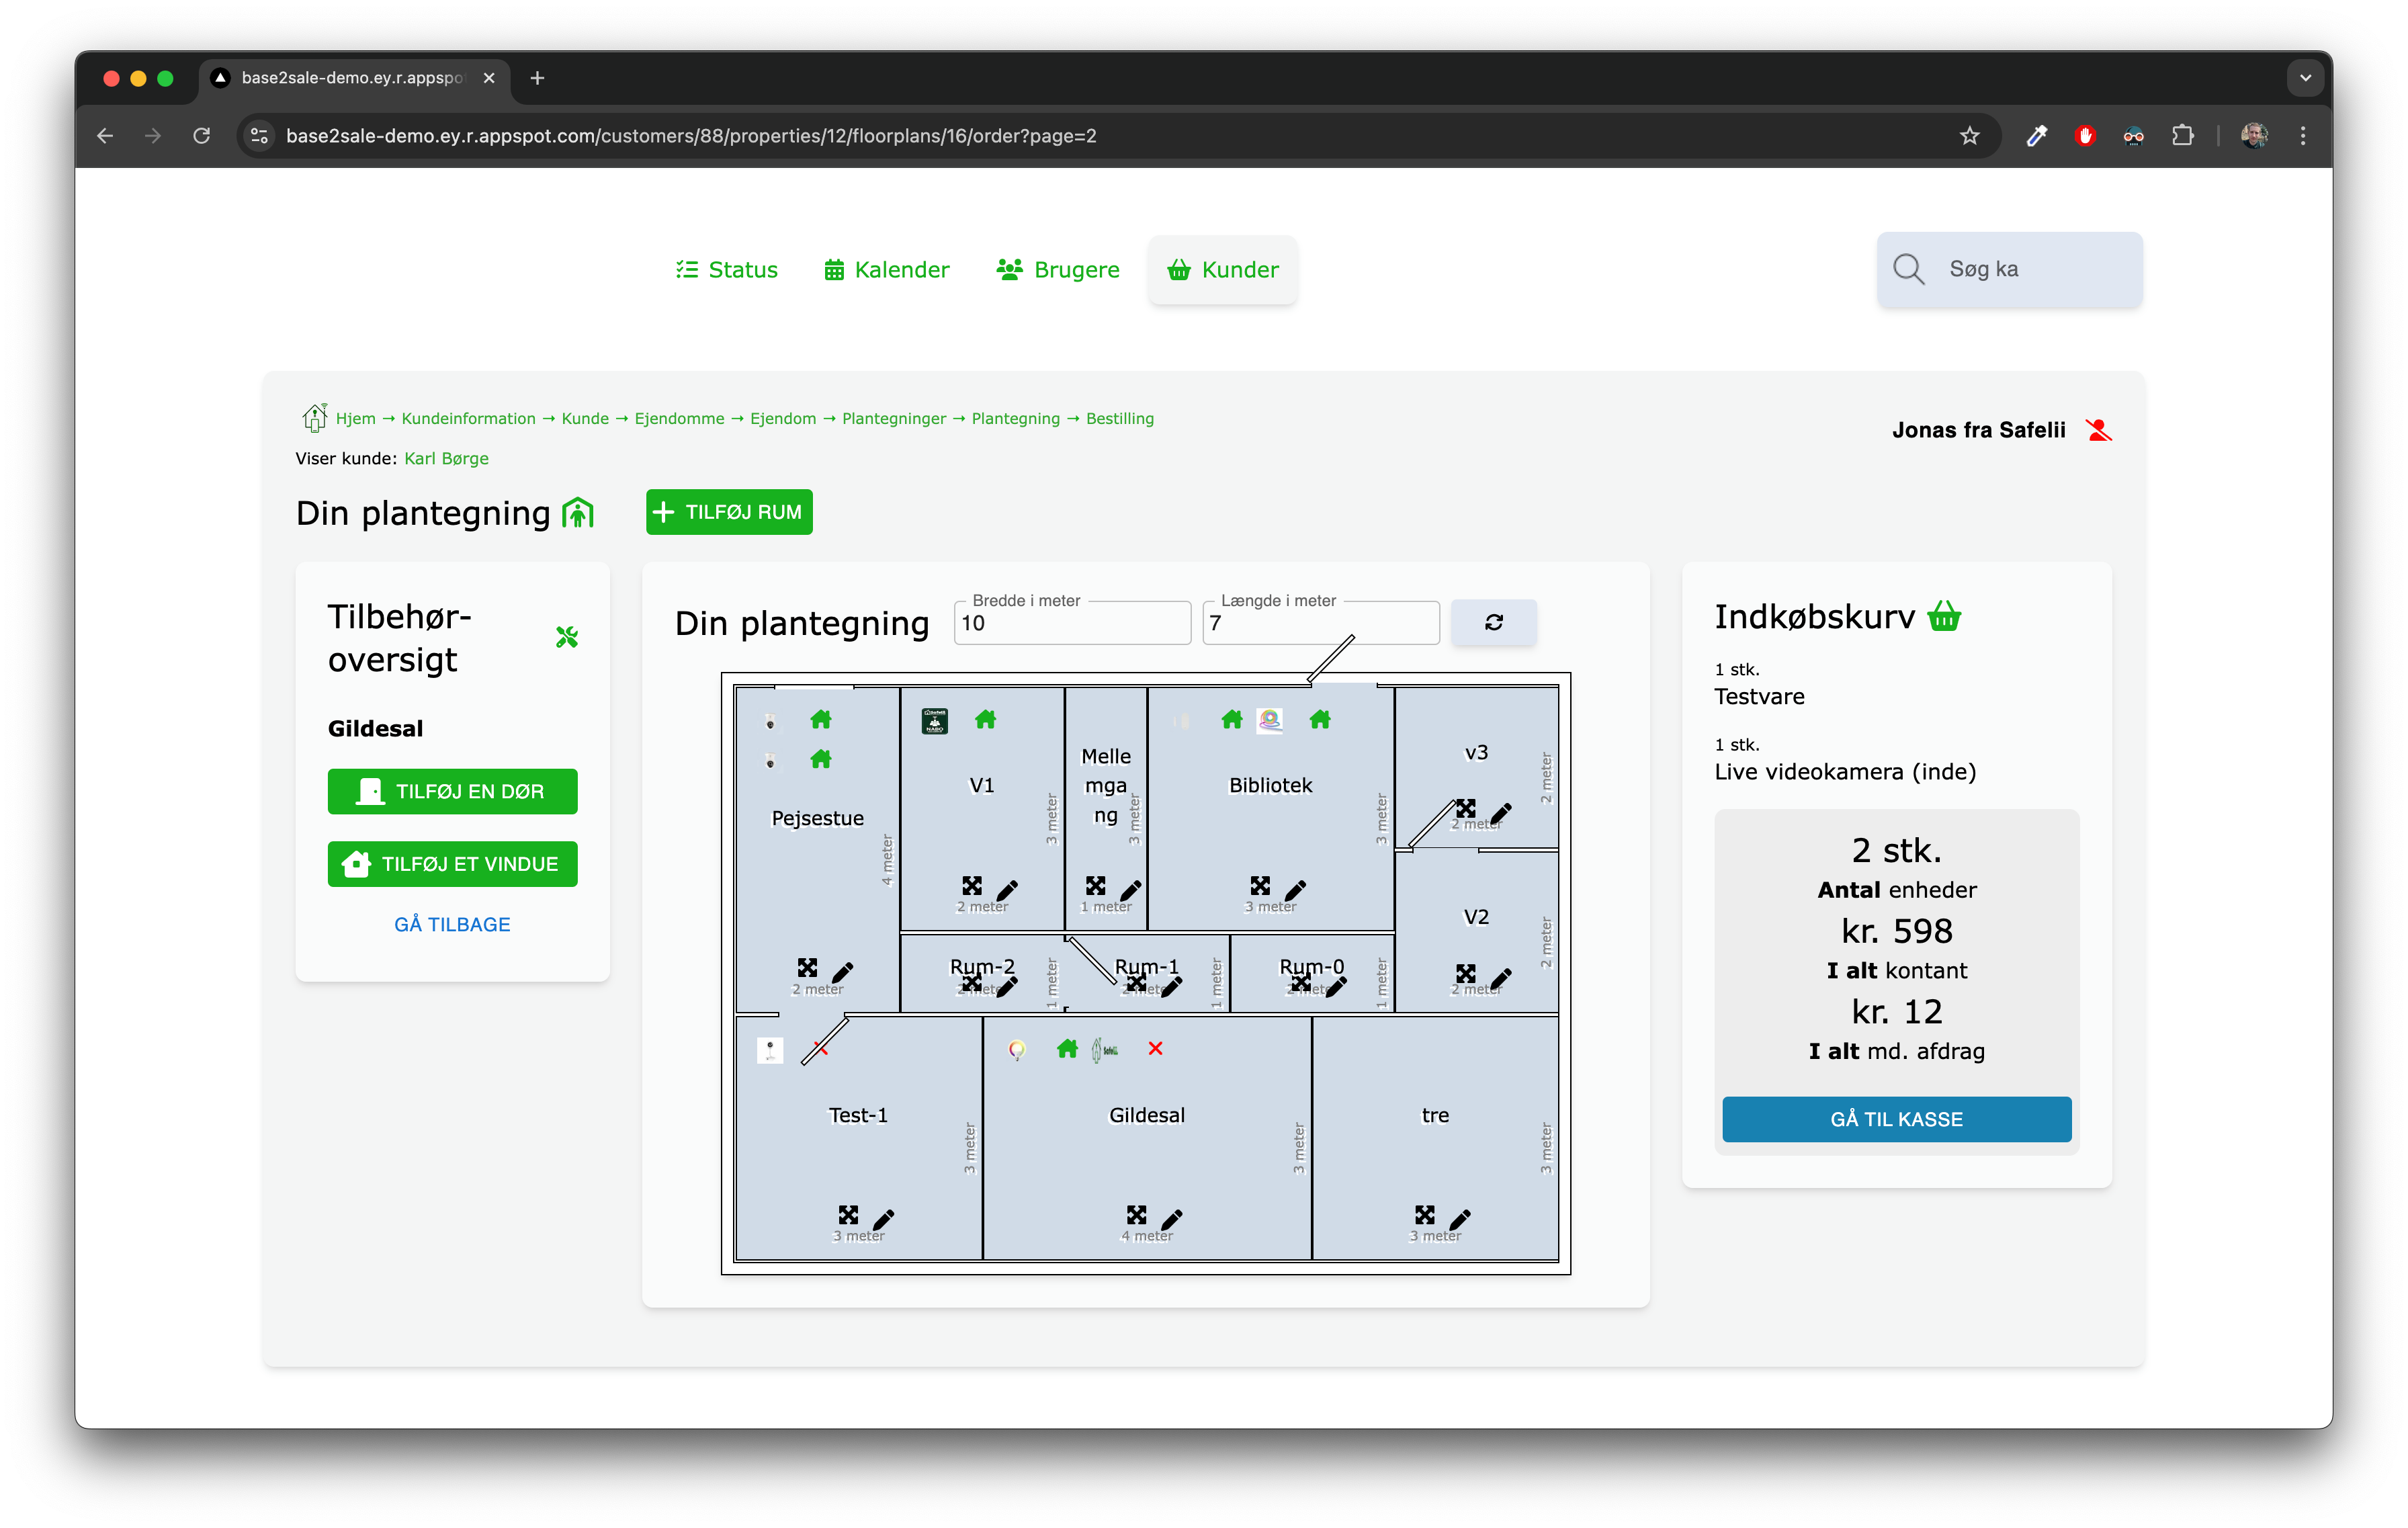 base2sale-demo.ey.r.appspo
base2sale-demo.ey.r.appspot.com/customers/88/properties/12/floorplans/16/order?page=2
Status
Kalender
Brugere
Kunder
Søg ka
Hjem → Kundeinformation → Kunde → Ejendomme → Ejendom → Plantegninger → Plantegning → Bestilling
Jonas fra Safelii
Viser kunde: Karl Børge
Din plantegning
+ TILFØJ RUM
Tilbehør-
oversigt
Gildesal
TILFØJ EN DØR
TILFØJ ET VINDUE
GÅ TILBAGE
Din plantegning
Bredde i meter
10
Længde i meter
7
Pejsestue
4 meter
2 meter
V1
3 meter
2 meter
Melle
mga
ng
3 meter
1 meter
Bibliotek
3 meter
3 meter
v3
2 meter
2 meter
V2
2 meter
2 meter
Rum-2
1 meter
2 meter
Rum-1
1 meter
2 meter
Rum-0
1 meter
2 meter
Test-1
3 meter
3 meter
Gildesal
3 meter
4 meter
tre
3 meter
3 meter
Indkøbskurv
1 stk.
Testvare
1 stk.
Live videokamera (inde)
2 stk.
Antal enheder
kr. 598
I alt kontant
kr. 12
I alt md. afdrag
GÅ TIL KASSE